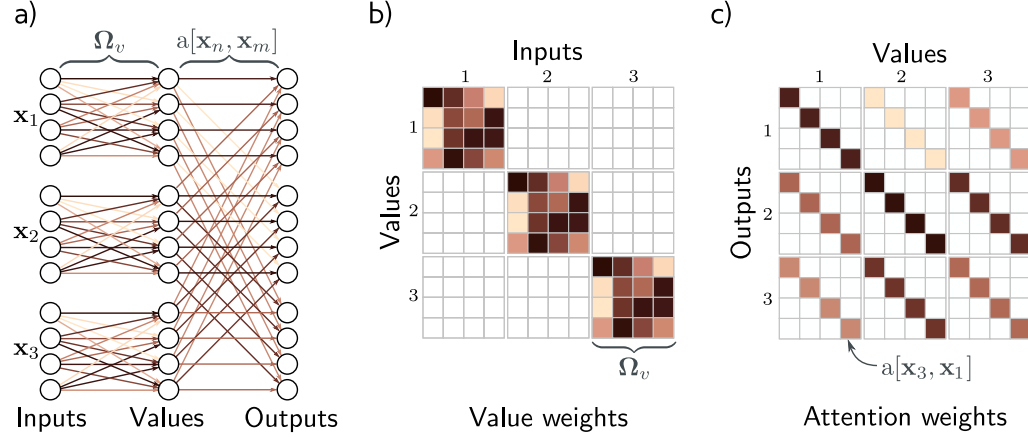 a)
Ω_v
a[x_n, x_m]
x_1
x_2
x_3
Inputs
Values
Outputs
b)
Inputs
1
2
3
Values
1
2
3
Ω_v
Value weights
c)
Values
1
2
3
Outputs
1
2
3
a[x_3, x_1]
Attention weights